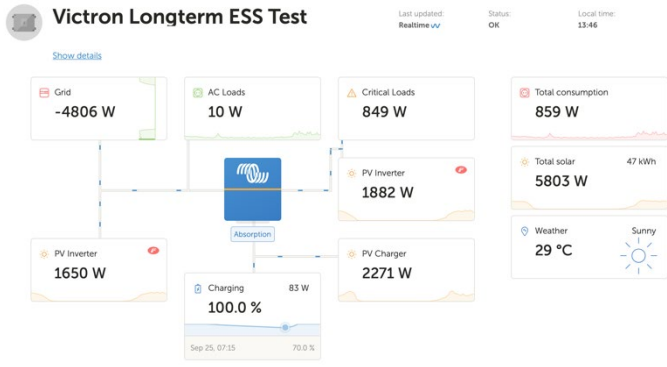 Victron Longterm ESS Test
Last updated:
Realtime
Status:
OK
Local time:
13:46
Show details
Grid
-4806 W
AC Loads
10 W
Critical Loads
849 W
Total consumption
859 W
PV Inverter
1882 W
Total solar
47 kWh
5803 W
Absorption
Weather
Sunny
29 °C
PV Inverter
1650 W
PV Charger
2271 W
Charging
83 W
100.0 %
Sep 25, 07:15
70.0 %